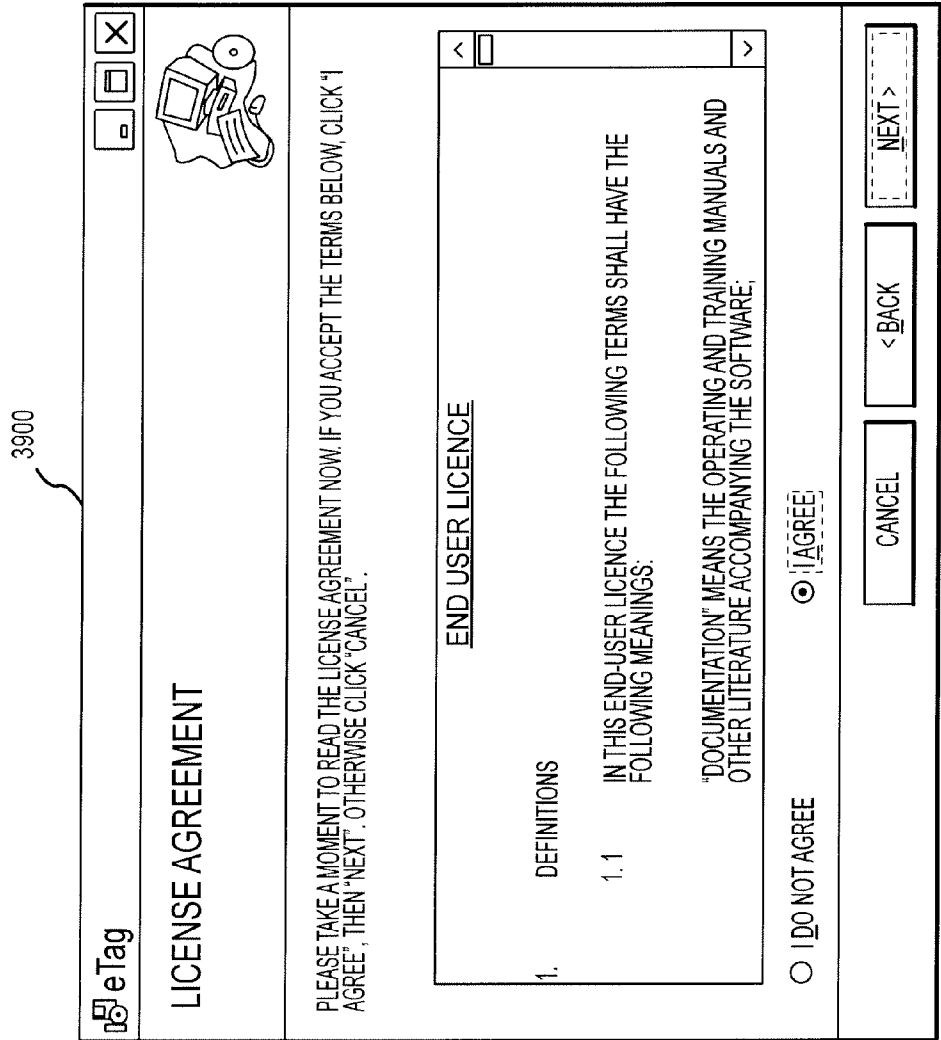 3900
eTag
LICENSE AGREEMENT
PLEASE TAKE A MOMENT TO READ THE LICENSE AGREEMENT NOW. IF YOU ACCEPT THE TERMS BELOW, CLICK "I
AGREE", THEN "NEXT". OTHERWISE CLICK "CANCEL".
END USER LICENCE
1. DEFINITIONS
1.1 IN THIS END-USER LICENCE THE FOLLOWING TERMS SHALL HAVE THE
FOLLOWING MEANINGS:
"DOCUMENTATION" MEANS THE OPERATING AND TRAINING MANUALS AND
OTHER LITERATURE ACCOMPANYING THE SOFTWARE;
I DO NOT AGREE I AGREE
CANCEL < BACK NEXT >